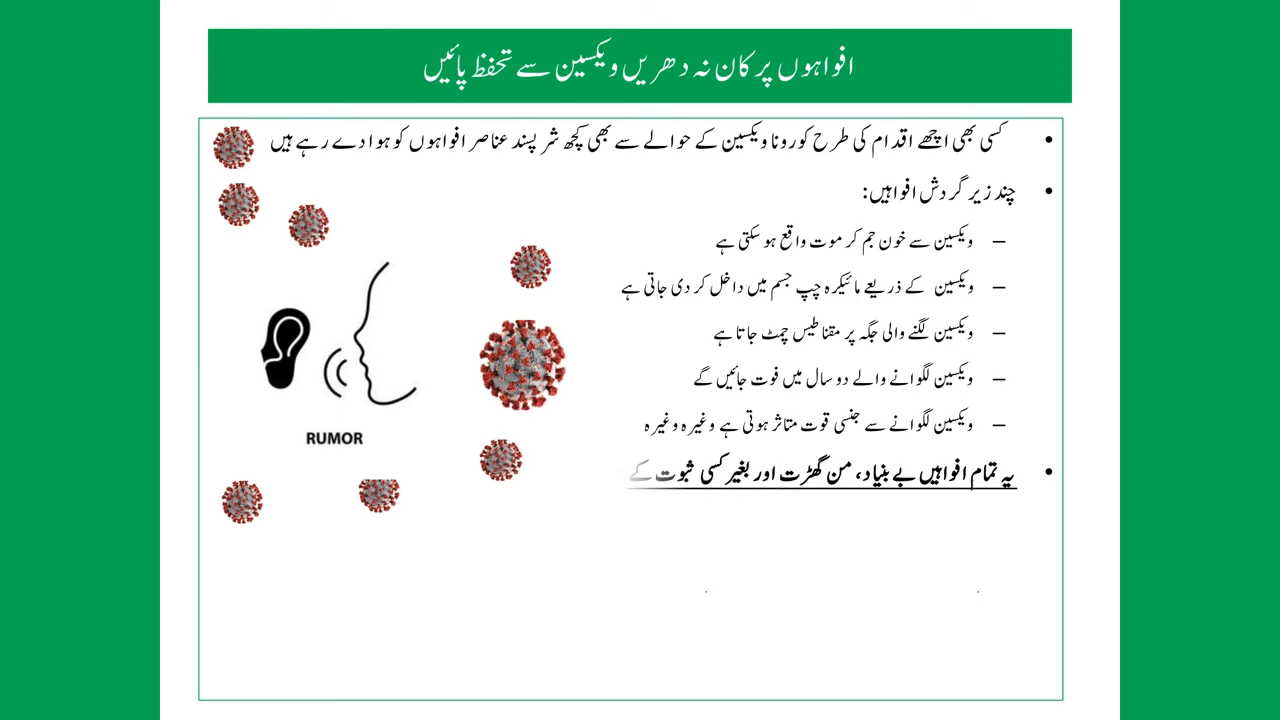 افواہوں پر کان نہ دھریں ویکسین سے تحفظ پائیں
• کسی بھی اچھے اقدام کی طرح کورونا ویکسین کے حوالے سے بھی کچھ شر پسند عناصر افواہوں کو ہوا دے رہے ہیں
• چند زیر گردش افواہیں:
– ویکسین سے خون جم کر موت واقع ہو سکتی ہے
– ویکسین کے ذریعے مائیکرہ چپ جسم میں داخل کر دی جاتی ہے
– ویکسین لگنے والی جگہ پر مقناطیس چمٹ جاتا ہے
– ویکسین لگوانے والے دو سال میں فوت جائیں گے
– ویکسین لگوانے سے جنسی قوت متاثر ہوتی ہے وغیرہ وغیرہ
RUMOR
• یہ تمام افواہیں بے بنیاد، من گھڑت اور بغیر کسی ثبوت کے